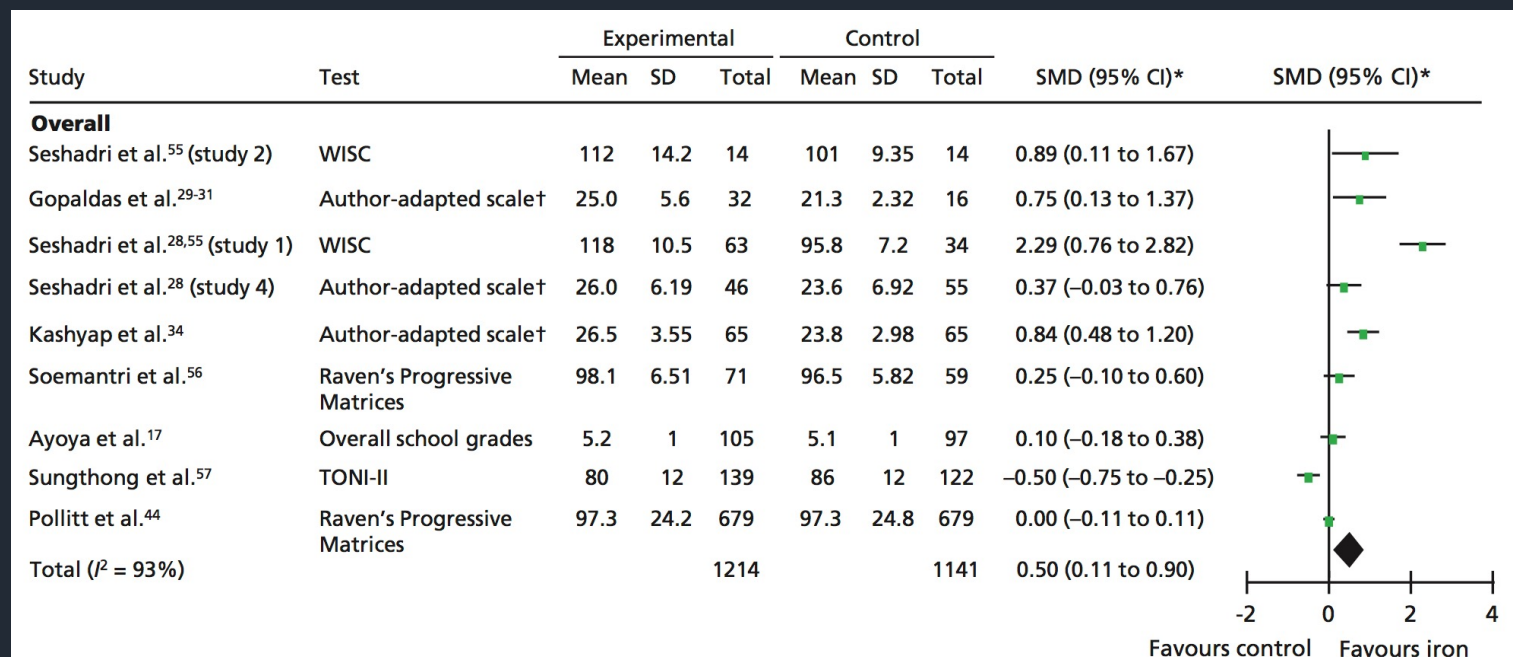 Experimental Control
Study Test Mean SD Total Mean SD Total SMD (95% CI)* SMD (95% CI)*
Overall
Seshadri et al.55 (study 2) WISC 112 14.2 14 101 9.35 14 0.89 (0.11 to 1.67)
Gopaldas et al.29-31 Author-adapted scale† 25.0 5.6 32 21.3 2.32 16 0.75 (0.13 to 1.37)
Seshadri et al.28,55 (study 1) WISC 118 10.5 63 95.8 7.2 34 2.29 (0.76 to 2.82)
Seshadri et al.28 (study 4) Author-adapted scale† 26.0 6.19 46 23.6 6.92 55 0.37 (–0.03 to 0.76)
Kashyap et al.34 Author-adapted scale† 26.5 3.55 65 23.8 2.98 65 0.84 (0.48 to 1.20)
Soemantri et al.56 Raven's Progressive 98.1 6.51 71 96.5 5.82 59 0.25 (–0.10 to 0.60)
Matrices
Ayoya et al.17 Overall school grades 5.2 1 105 5.1 1 97 0.10 (–0.18 to 0.38)
Sungthong et al.57 TONI-II 80 12 139 86 12 122 –0.50 (–0.75 to –0.25)
Pollitt et al.44 Raven's Progressive 97.3 24.2 679 97.3 24.8 679 0.00 (–0.11 to 0.11)
Matrices
Total (I2 = 93%) 1214 1141 0.50 (0.11 to 0.90)
-2 0 2 4
Favours control Favours iron